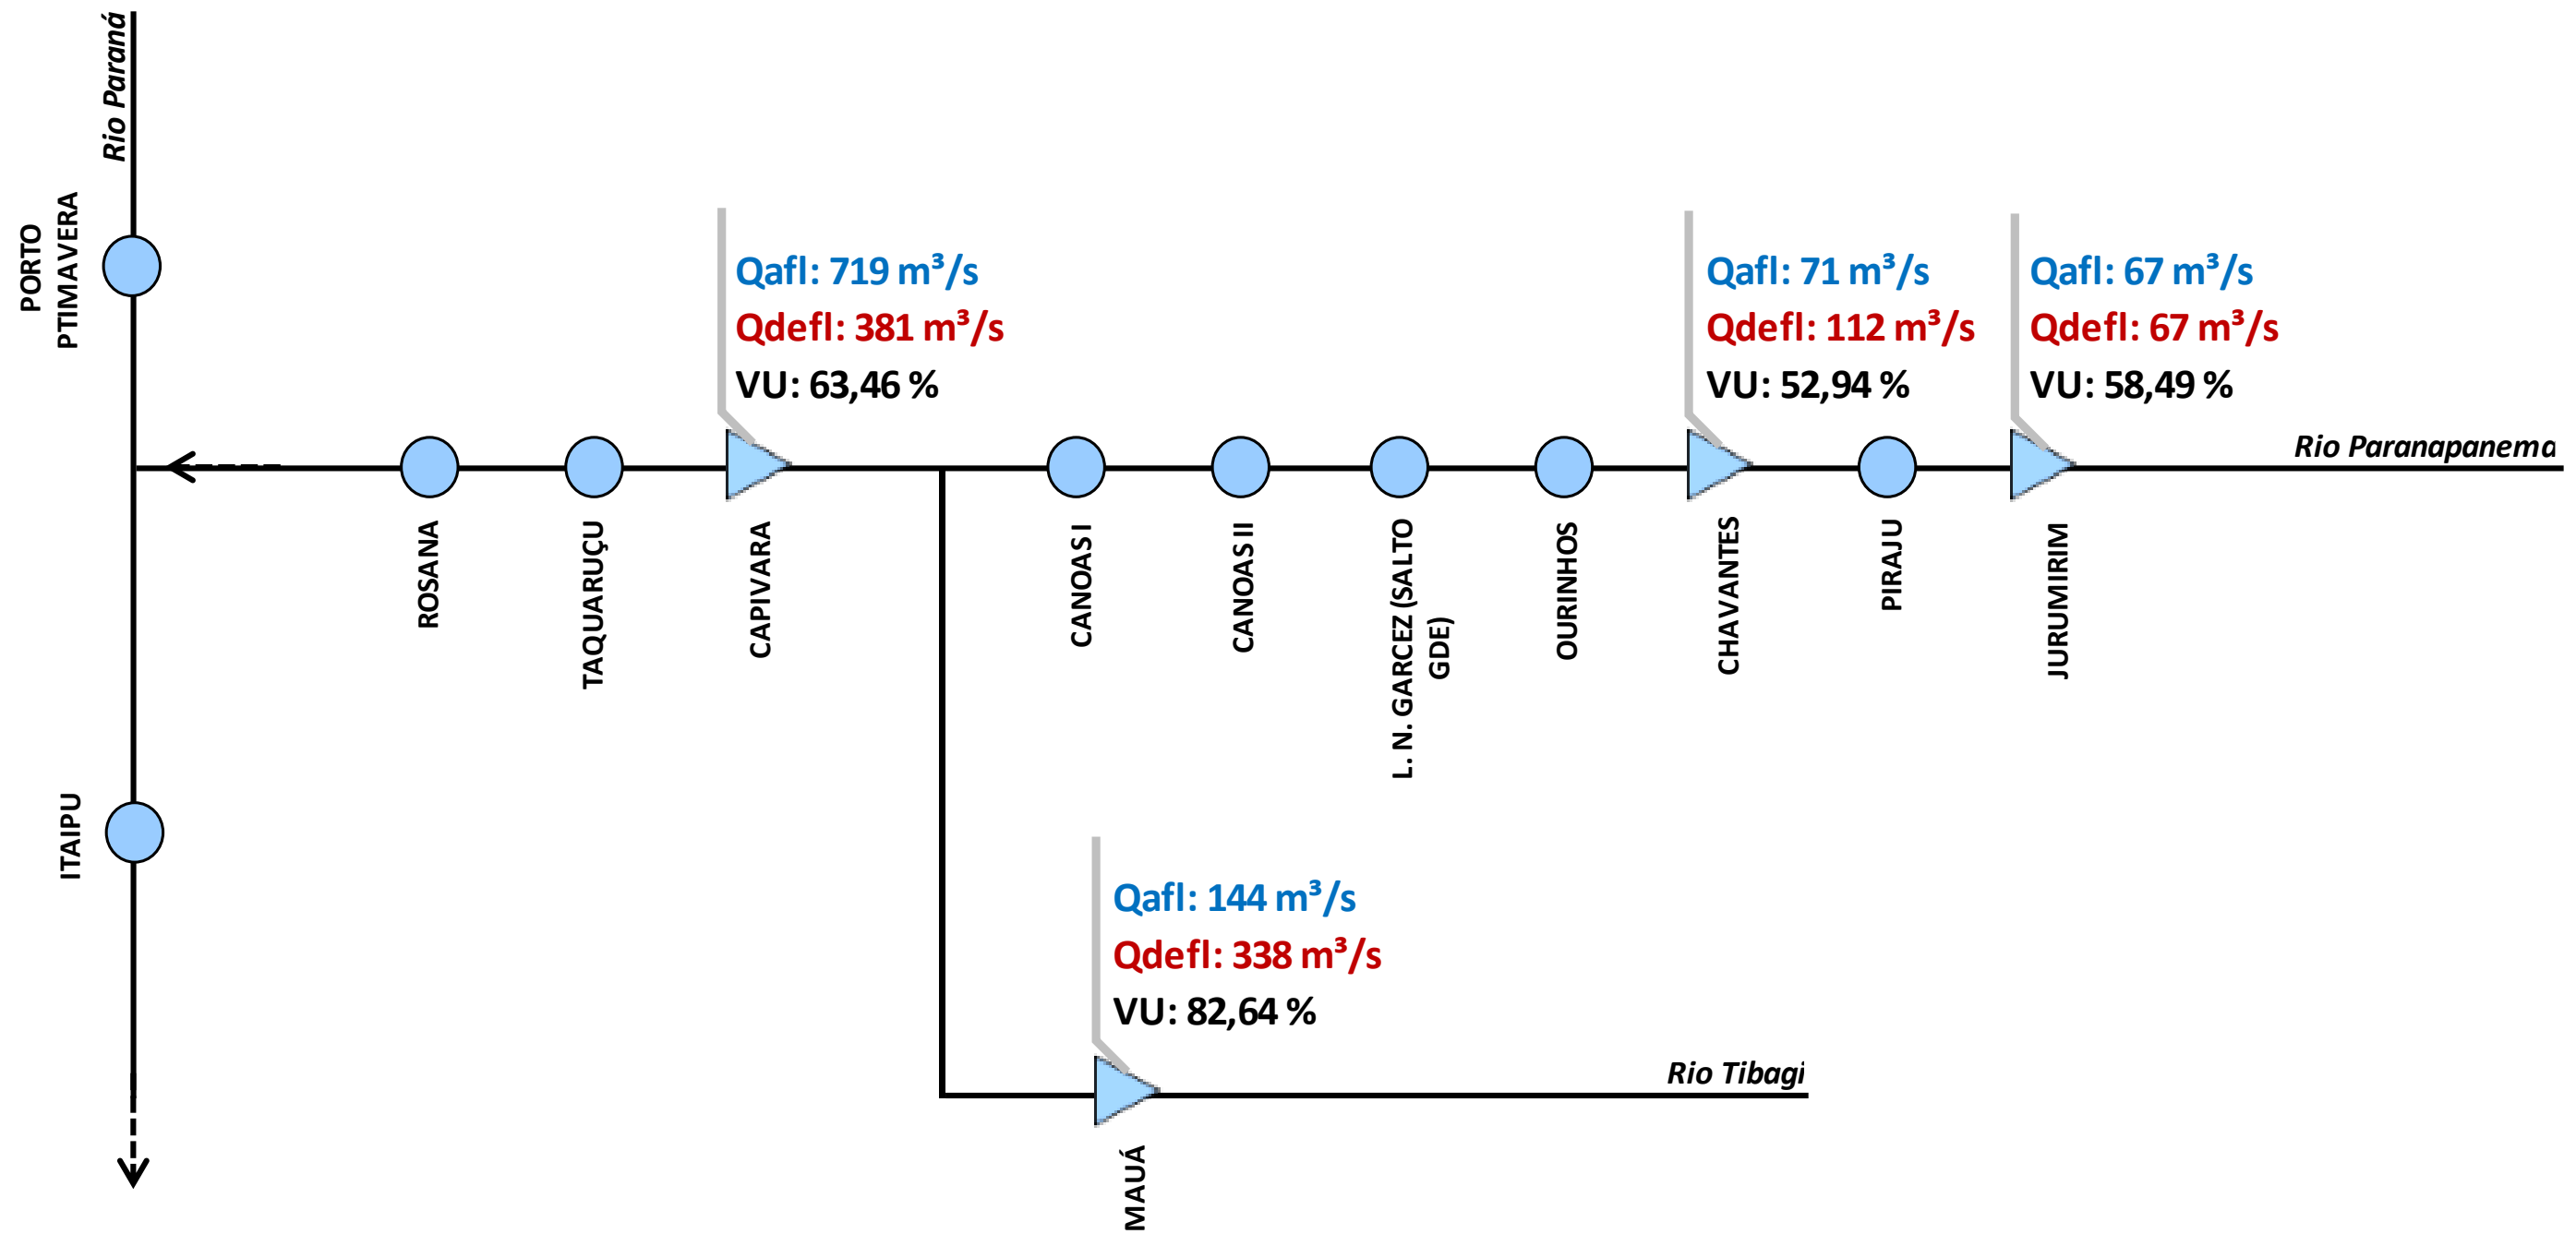 Rio Paraná
PORTO
PTIMAVERA
Qafl: 719 m³/s
Qdefl: 381 m³/s
VU: 63,46 %
Qafl: 71 m³/s
Qdefl: 112 m³/s
VU: 52,94 %
Qafl: 67 m³/s
Qdefl: 67 m³/s
VU: 58,49 %
Rio Paranapanema
ROSANA
TAQUARUÇU
CAPIVARA
CANOAS I
CANOAS II
L. N. GARCEZ (SALTO
GDE)
OURINHOS
CHAVANTES
PIRAJU
JURUMIRIM
ITAIPU
Qafl: 144 m³/s
Qdefl: 338 m³/s
VU: 82,64 %
Rio Tibagi
MAUÁ